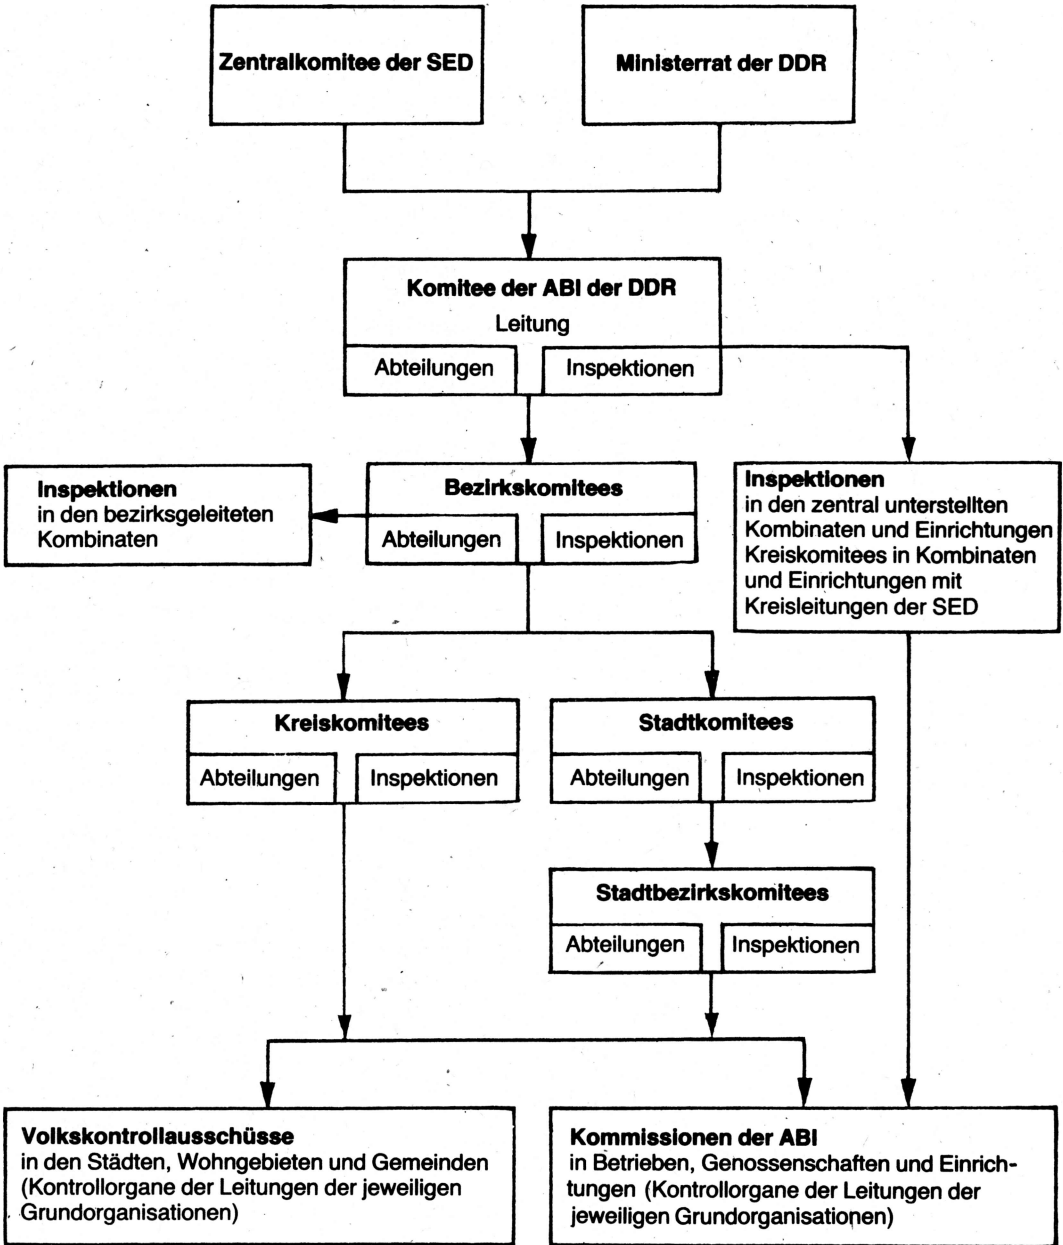 Zentralkomitee der SED
Ministerrat der DDR
Komitee der ABI der DDR
Leitung
Abteilungen
Inspektionen
Inspektionen
in den bezirksgeleiteten
Kombinaten
Bezirkskomitees
Abteilungen
Inspektionen
Inspektionen
in den zentral unterstellten
Kombinaten und Einrichtungen
Kreiskomitees in Kombinaten
und Einrichtungen mit
Kreisleitungen der SED
Kreiskomitees
Abteilungen
Inspektionen
Stadtkomitees
Abteilungen
Inspektionen
Stadtbezirkskomitees
Abteilungen
Inspektionen
Volkskontrollausschüsse
in den Städten, Wohngebieten und Gemeinden
(Kontrollorgane der Leitungen der jeweiligen
Grundorganisationen)
Kommissionen der ABI
in Betrieben, Genossenschaften und Einrich-
tungen (Kontrollorgane der Leitungen der
jeweiligen Grundorganisationen)